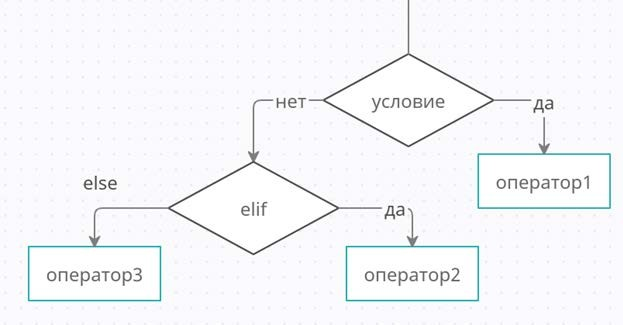 условие
нет
да
оператор1
else
elif
да
оператор3
оператор2